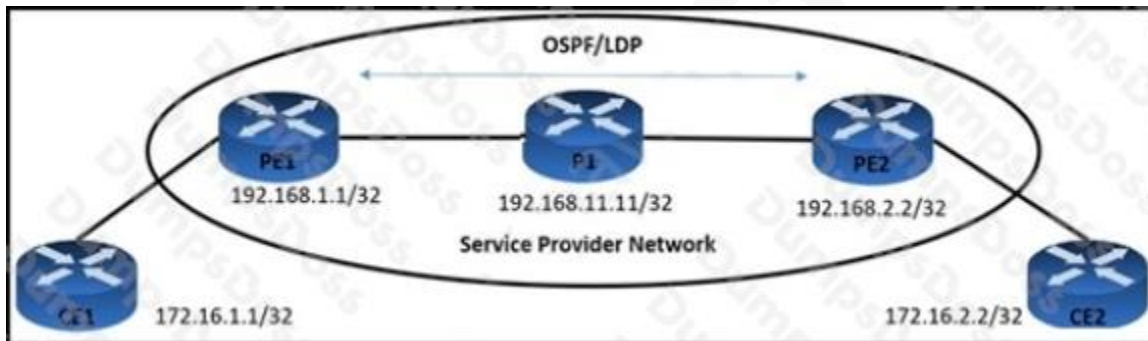 OSPF/LDP
PE1 P1 PE2
192.168.1.1/32 192.168.11.11/32 192.168.2.2/32
Service Provider Network
CE1 172.16.1.1/32 172.16.2.2/32 CE2
DumpsDoss